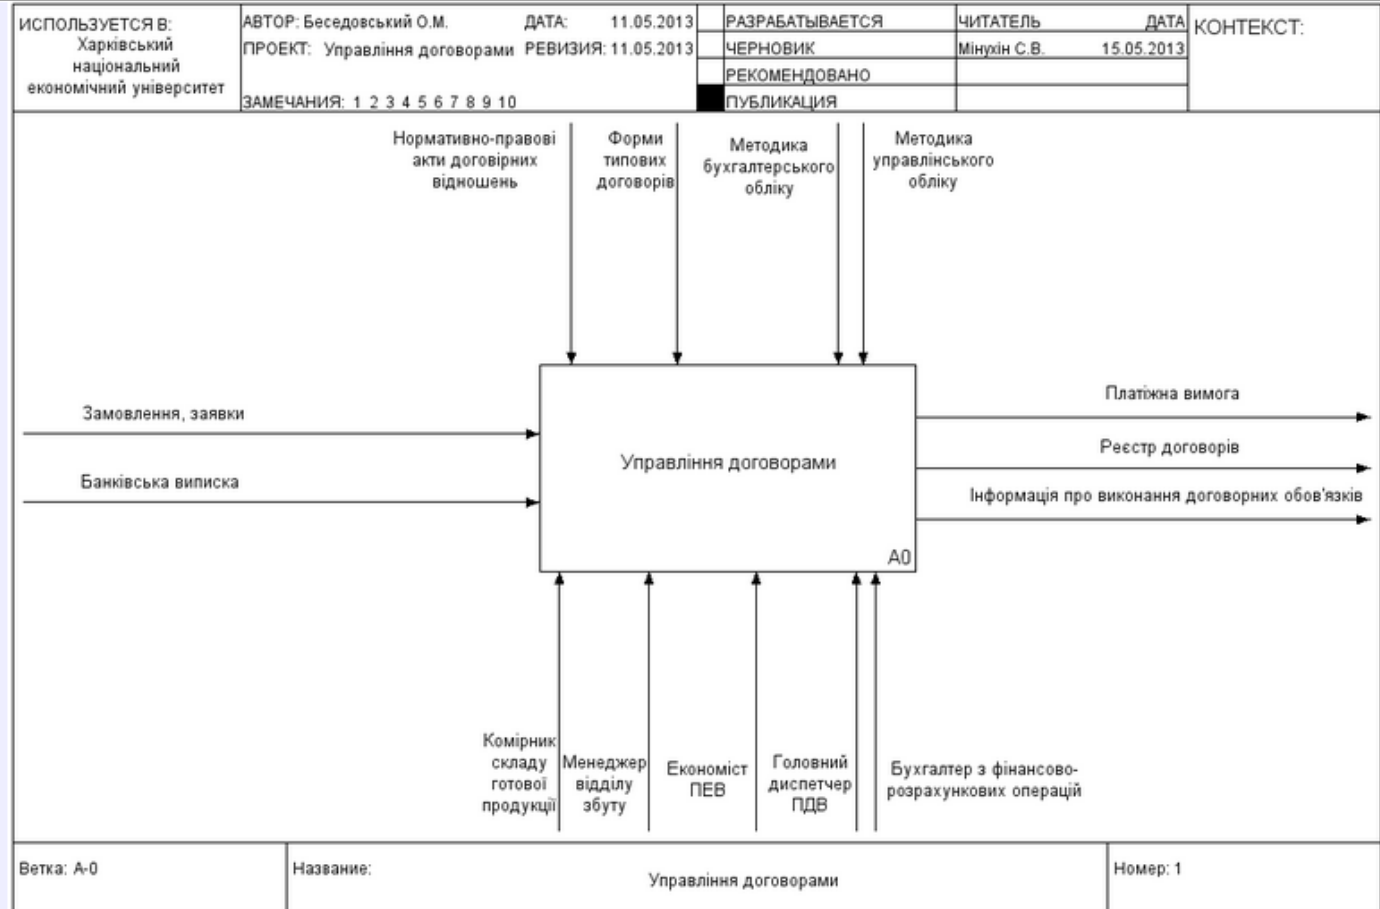 ИСПОЛЬЗУЕТСЯ В:
Харківський
національний
економічний університет
АВТОР: Беседовський О.М.
ДАТА: 11.05.2013
ПРОЕКТ: Управління договорами
РЕВИЗИЯ: 11.05.2013
ЗАМЕЧАНИЯ: 1 2 3 4 5 6 7 8 9 10
РАЗРАБАТЫВАЕТСЯ
ЧЕРНОВИК
РЕКОМЕНДОВАНО
ПУБЛИКАЦИЯ
ЧИТАТЕЛЬ ДАТА
Мінухін С.В. 15.05.2013
КОНТЕКСТ:
Нормативно-правові
акти договірних
відношень
Форми
типових
договорів
Методика
бухгалтерського
обліку
Методика
управлінського
обліку
Замовлення, заявки
Банківська виписка
Управління договорами
A0
Платіжна вимога
Реєстр договорів
Інформація про виконання договорних обов'язків
Комірник
складу
готової
продукції
Менеджер
відділу
збуту
Економіст
ПЕВ
Головний
диспетчер
ПДВ
Бухгалтер з фінансово-
розрахункових операцій
Ветка: A-0
Название:
Управління договорами
Номер: 1